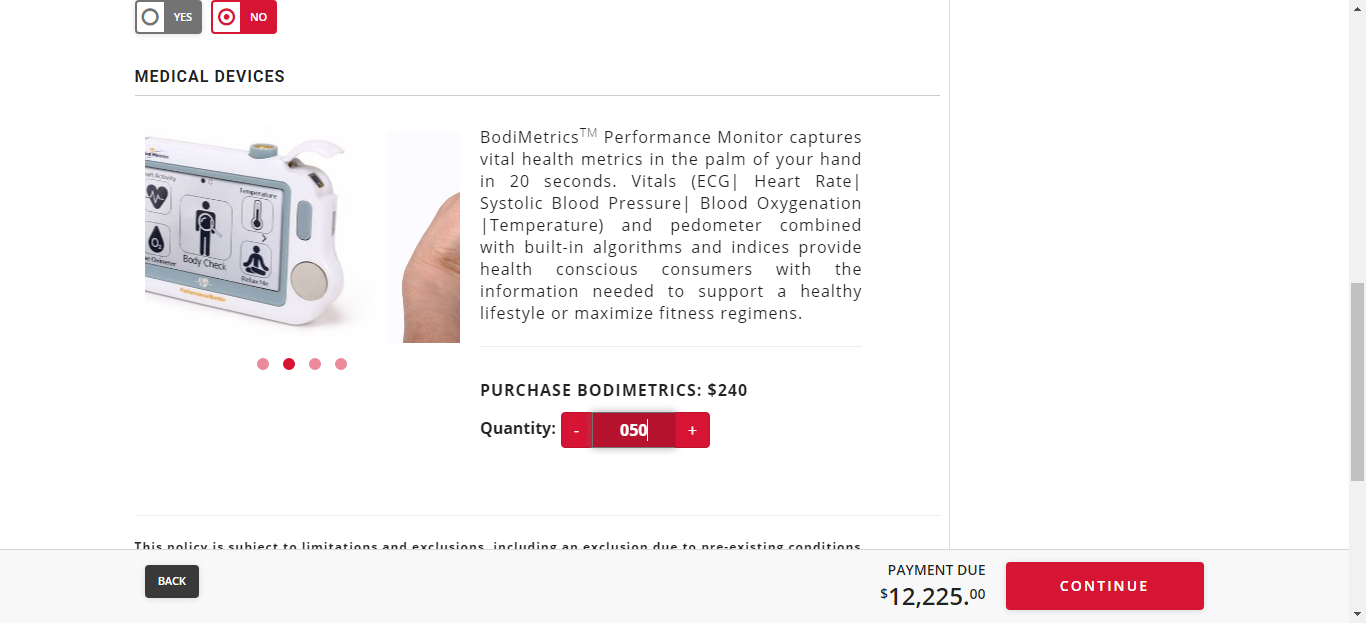 YES
NO
MEDICAL DEVICES
Temperature
Body Check
Relax Me
BodiMetrics™ Performance Monitor captures
vital health metrics in the palm of your hand
in 20 seconds. Vitals (ECG| Heart Rate|
Systolic Blood Pressure| Blood Oxygenation
|Temperature) and pedometer combined
with built-in algorithms and indices provide
health conscious consumers with the
information needed to support a healthy
lifestyle or maximize fitness regimens.
PURCHASE BODIMETRICS: $240
Quantity: - 050 +
This policy is subject to limitations and exclusions, including an exclusion due to pre-existing conditions
BACK
PAYMENT DUE
$12,225.00
CONTINUE